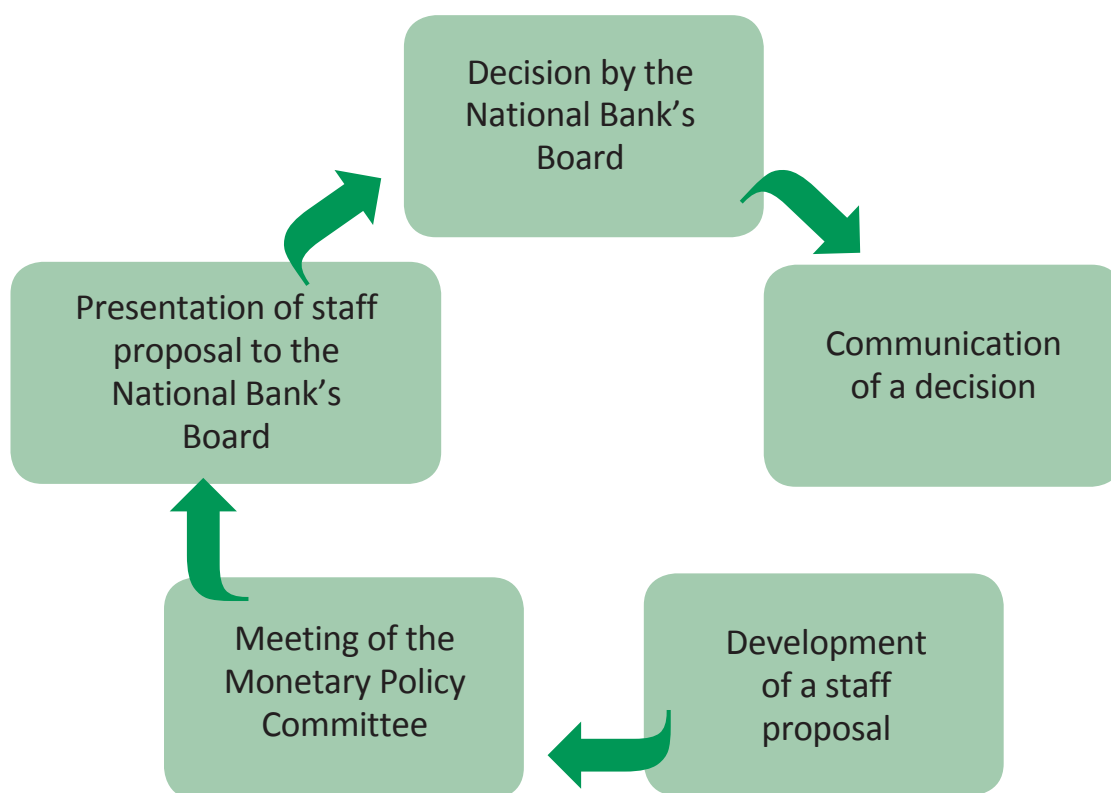 Decision by the
National Bank’s
Board
Presentation of staff
proposal to the
National Bank’s
Board
Communication
of a decision
Meeting of the
Monetary Policy
Committee
Development
of a staff
proposal